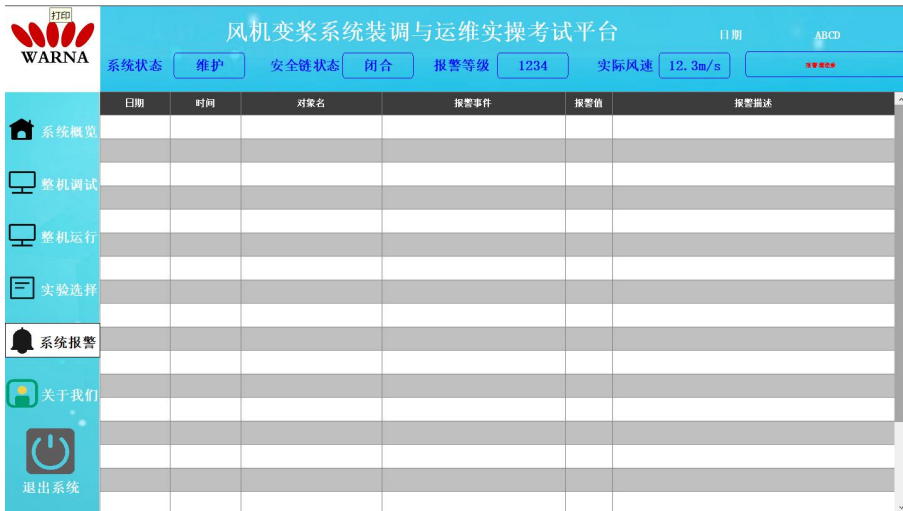 打印
WARNA
风机变桨系统装调与运维实操考试平台
日期
ABCD
系统状态 维护 安全链状态 闭合 报警等级 1234 实际风速 12.3m/s
日期 时间 对象名 报警事件 报警值 报警描述
系统概览
整机调试
整机运行
实验选择
系统报警
关于我们
退出系统